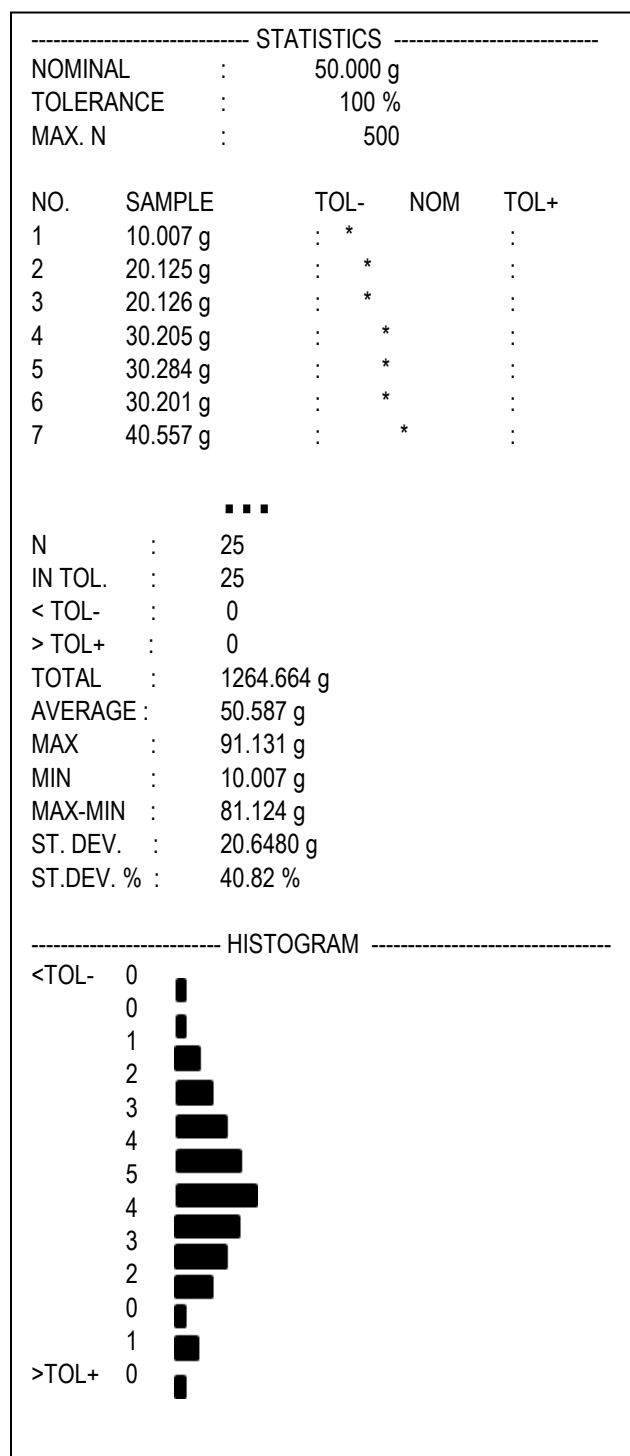 ------------------------------ STATISTICS ----------------------------
NOMINAL : 50.000 g
TOLERANCE : 100 %
MAX. N : 500
NO. SAMPLE TOL- NOM TOL+
1 10.007 g : * :
2 20.125 g : * :
3 20.126 g : * :
4 30.205 g : * :
5 30.284 g : * :
6 30.201 g : * :
7 40.557 g : * :
...
N : 25
IN TOL. : 25
< TOL- : 0
> TOL+ : 0
TOTAL : 1264.664 g
AVERAGE : 50.587 g
MAX : 91.131 g
MIN : 10.007 g
MAX-MIN : 81.124 g
ST. DEV. : 20.6480 g
ST.DEV. % : 40.82 %
-------------------------- HISTOGRAM ---------------------------------
<TOL- 0
0
1
2
3
4
5
4
3
2
0
1
>TOL+ 0